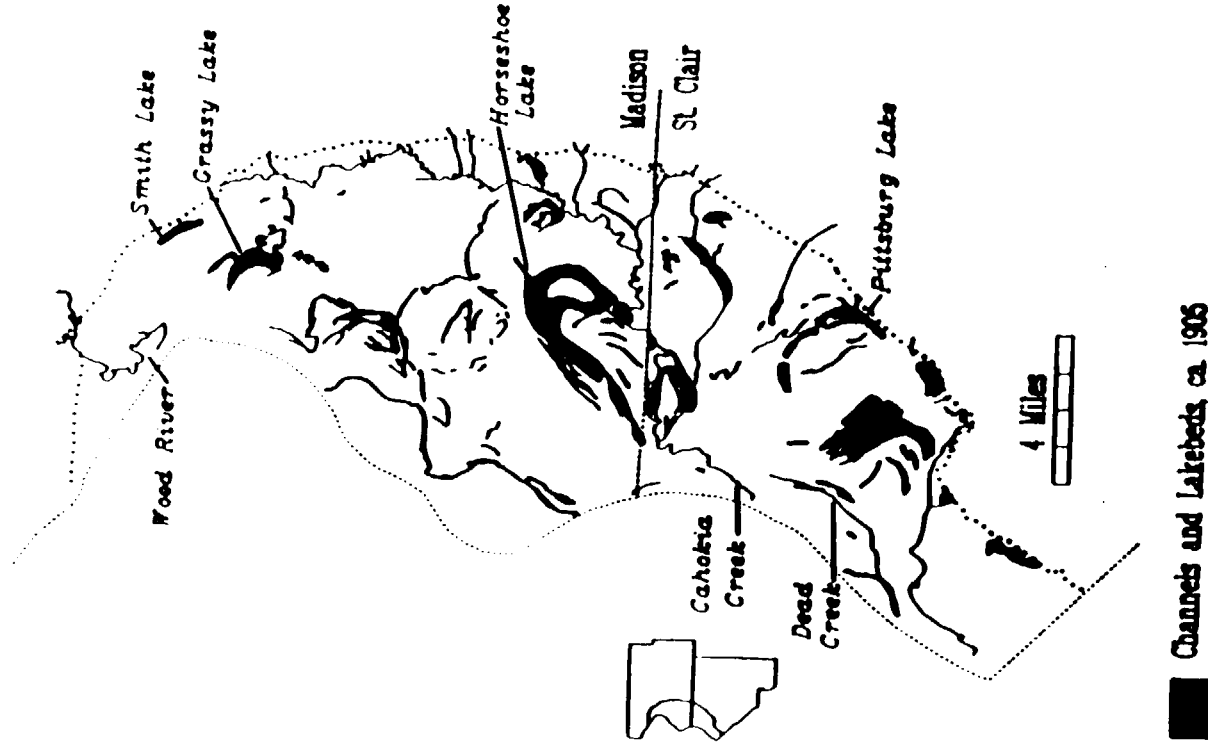 Smith Lake
Grassy Lake
Horseshoe
Lake
Madison
St. Clair
Pittsburg Lake
Wood River
Cahokia
Creek
Dead
Creek
4 Miles
Channels and Lakebeds, ca. 1905